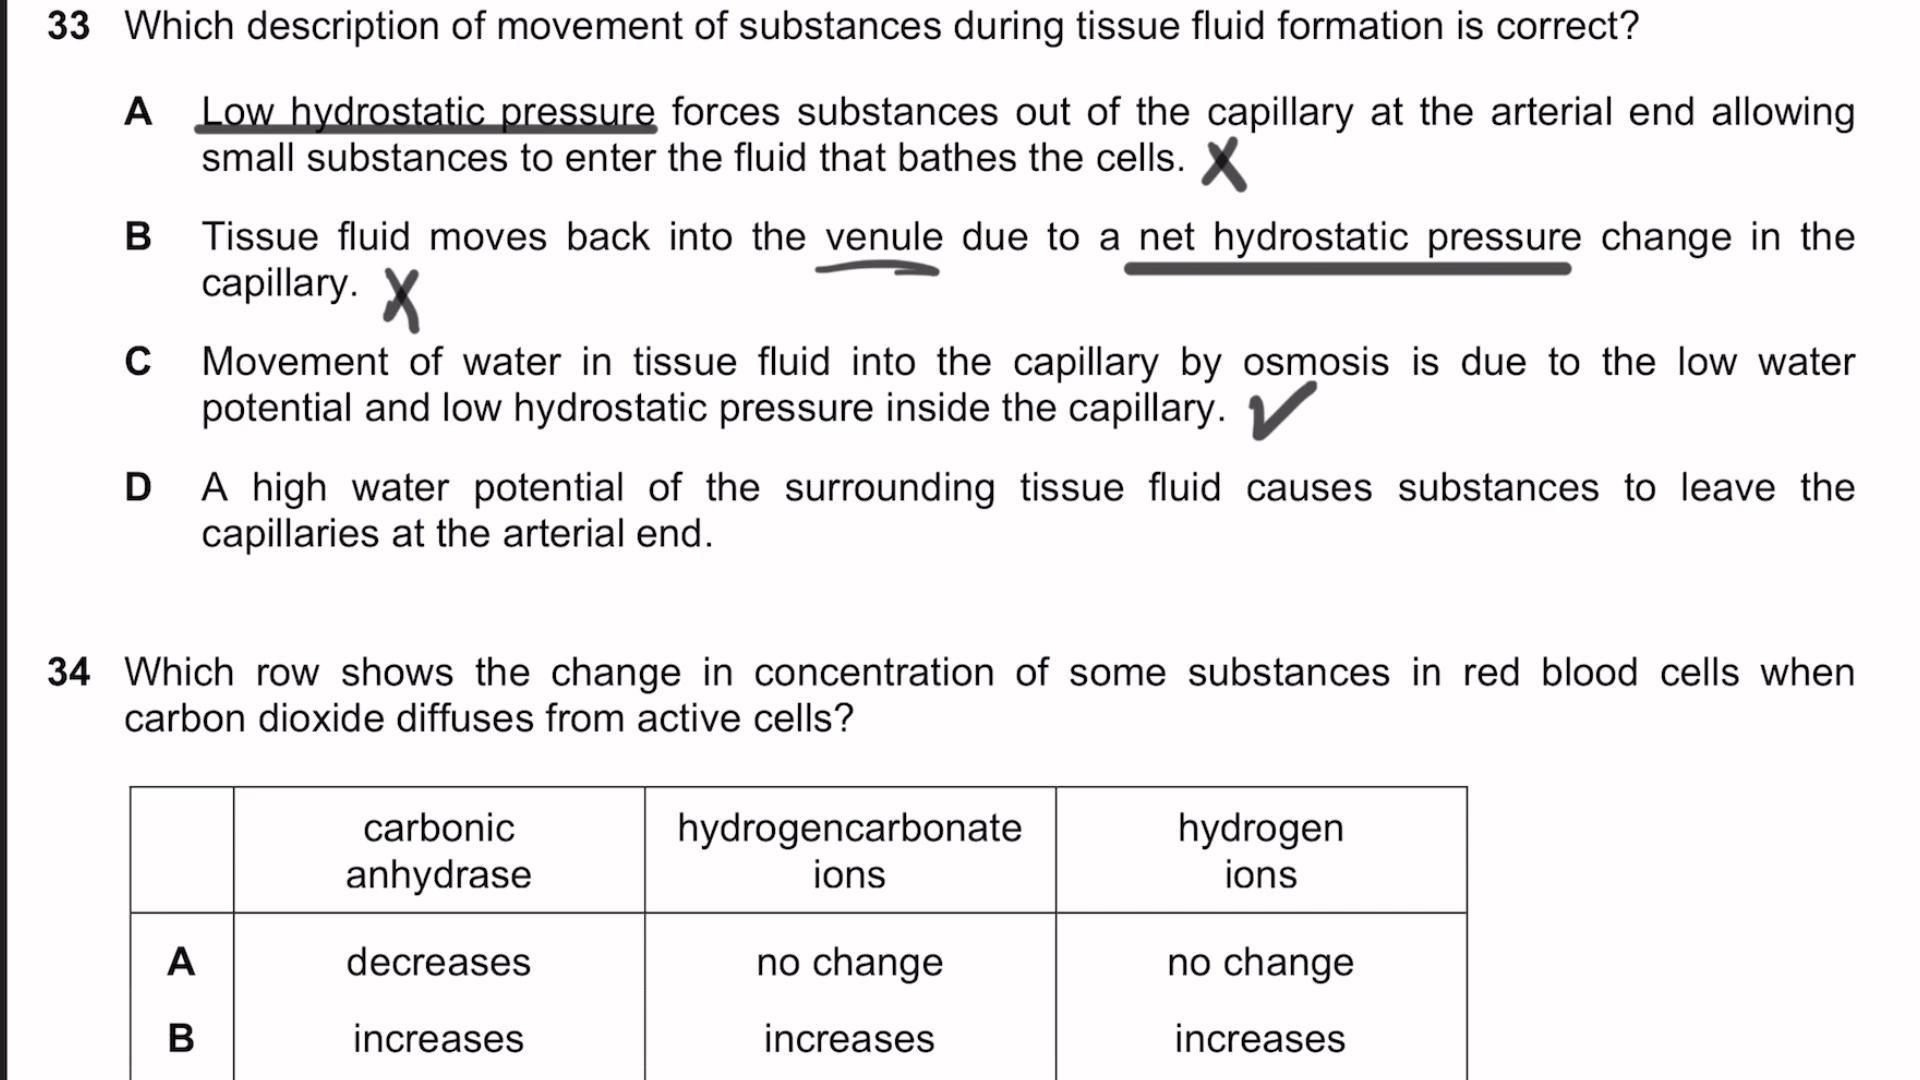 33 Which description of movement of substances during tissue fluid formation is correct?
A Low hydrostatic pressure forces substances out of the capillary at the arterial end allowing
small substances to enter the fluid that bathes the cells.
B Tissue fluid moves back into the venule due to a net hydrostatic pressure change in the
capillary.
C Movement of water in tissue fluid into the capillary by osmosis is due to the low water
potential and low hydrostatic pressure inside the capillary.
D A high water potential of the surrounding tissue fluid causes substances to leave the
capillaries at the arterial end.
34 Which row shows the change in concentration of some substances in red blood cells when
carbon dioxide diffuses from active cells?
carbonic anhydrase hydrogencarbonate ions hydrogen ions
A decreases no change no change
B increases increases increases